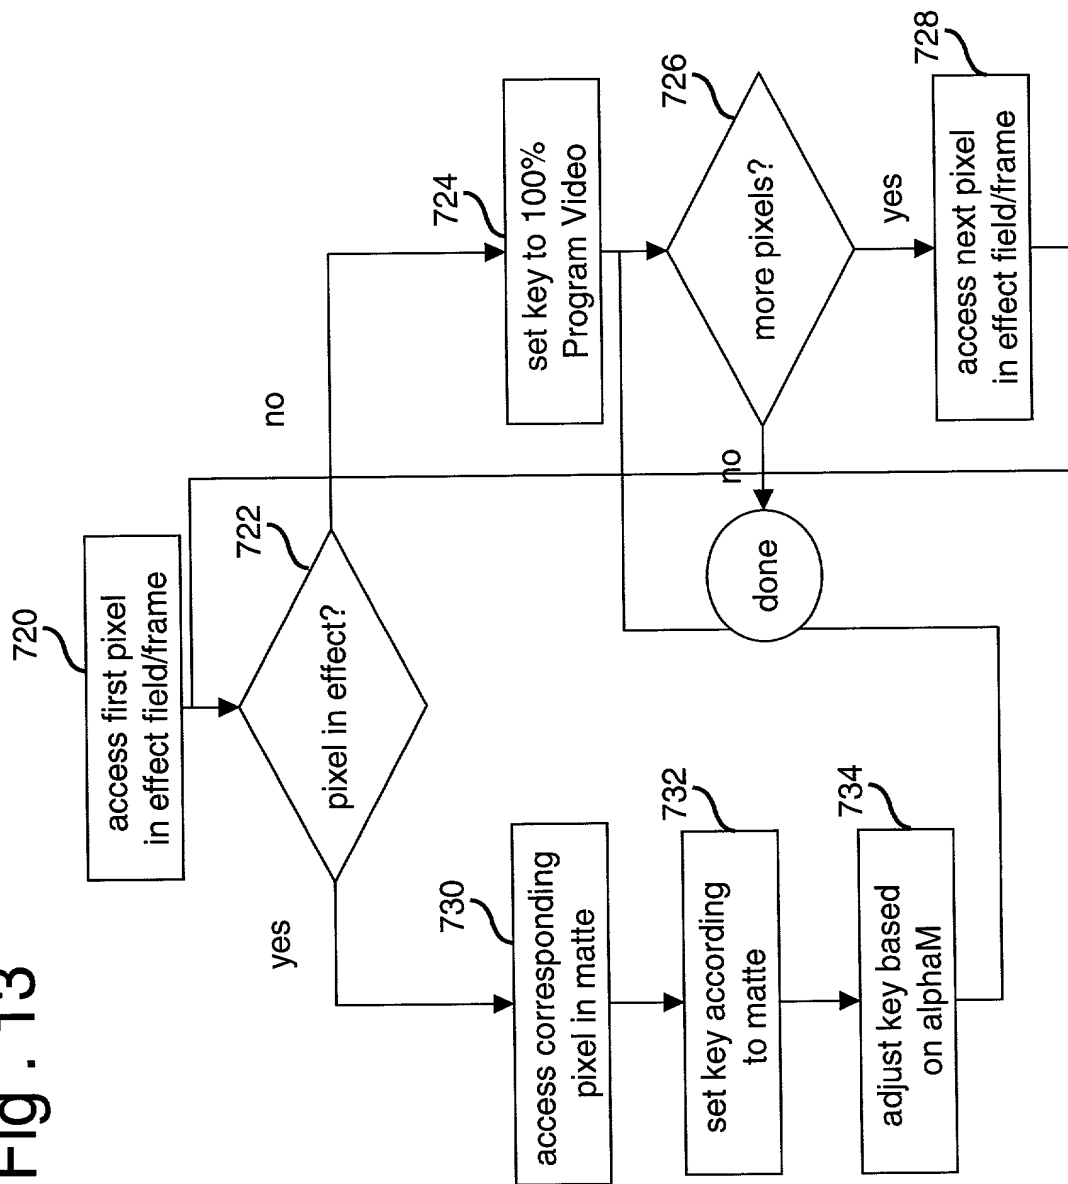 Fig . 13
720
access first pixel
in effect field/frame
722
pixel in effect?
no
yes
724
set key to 100%
Program Video
726
more pixels?
no
yes
done
728
access next pixel
in effect field/frame
730
access corresponding
pixel in matte
732
set key according
to matte
734
adjust key based
on alphaM